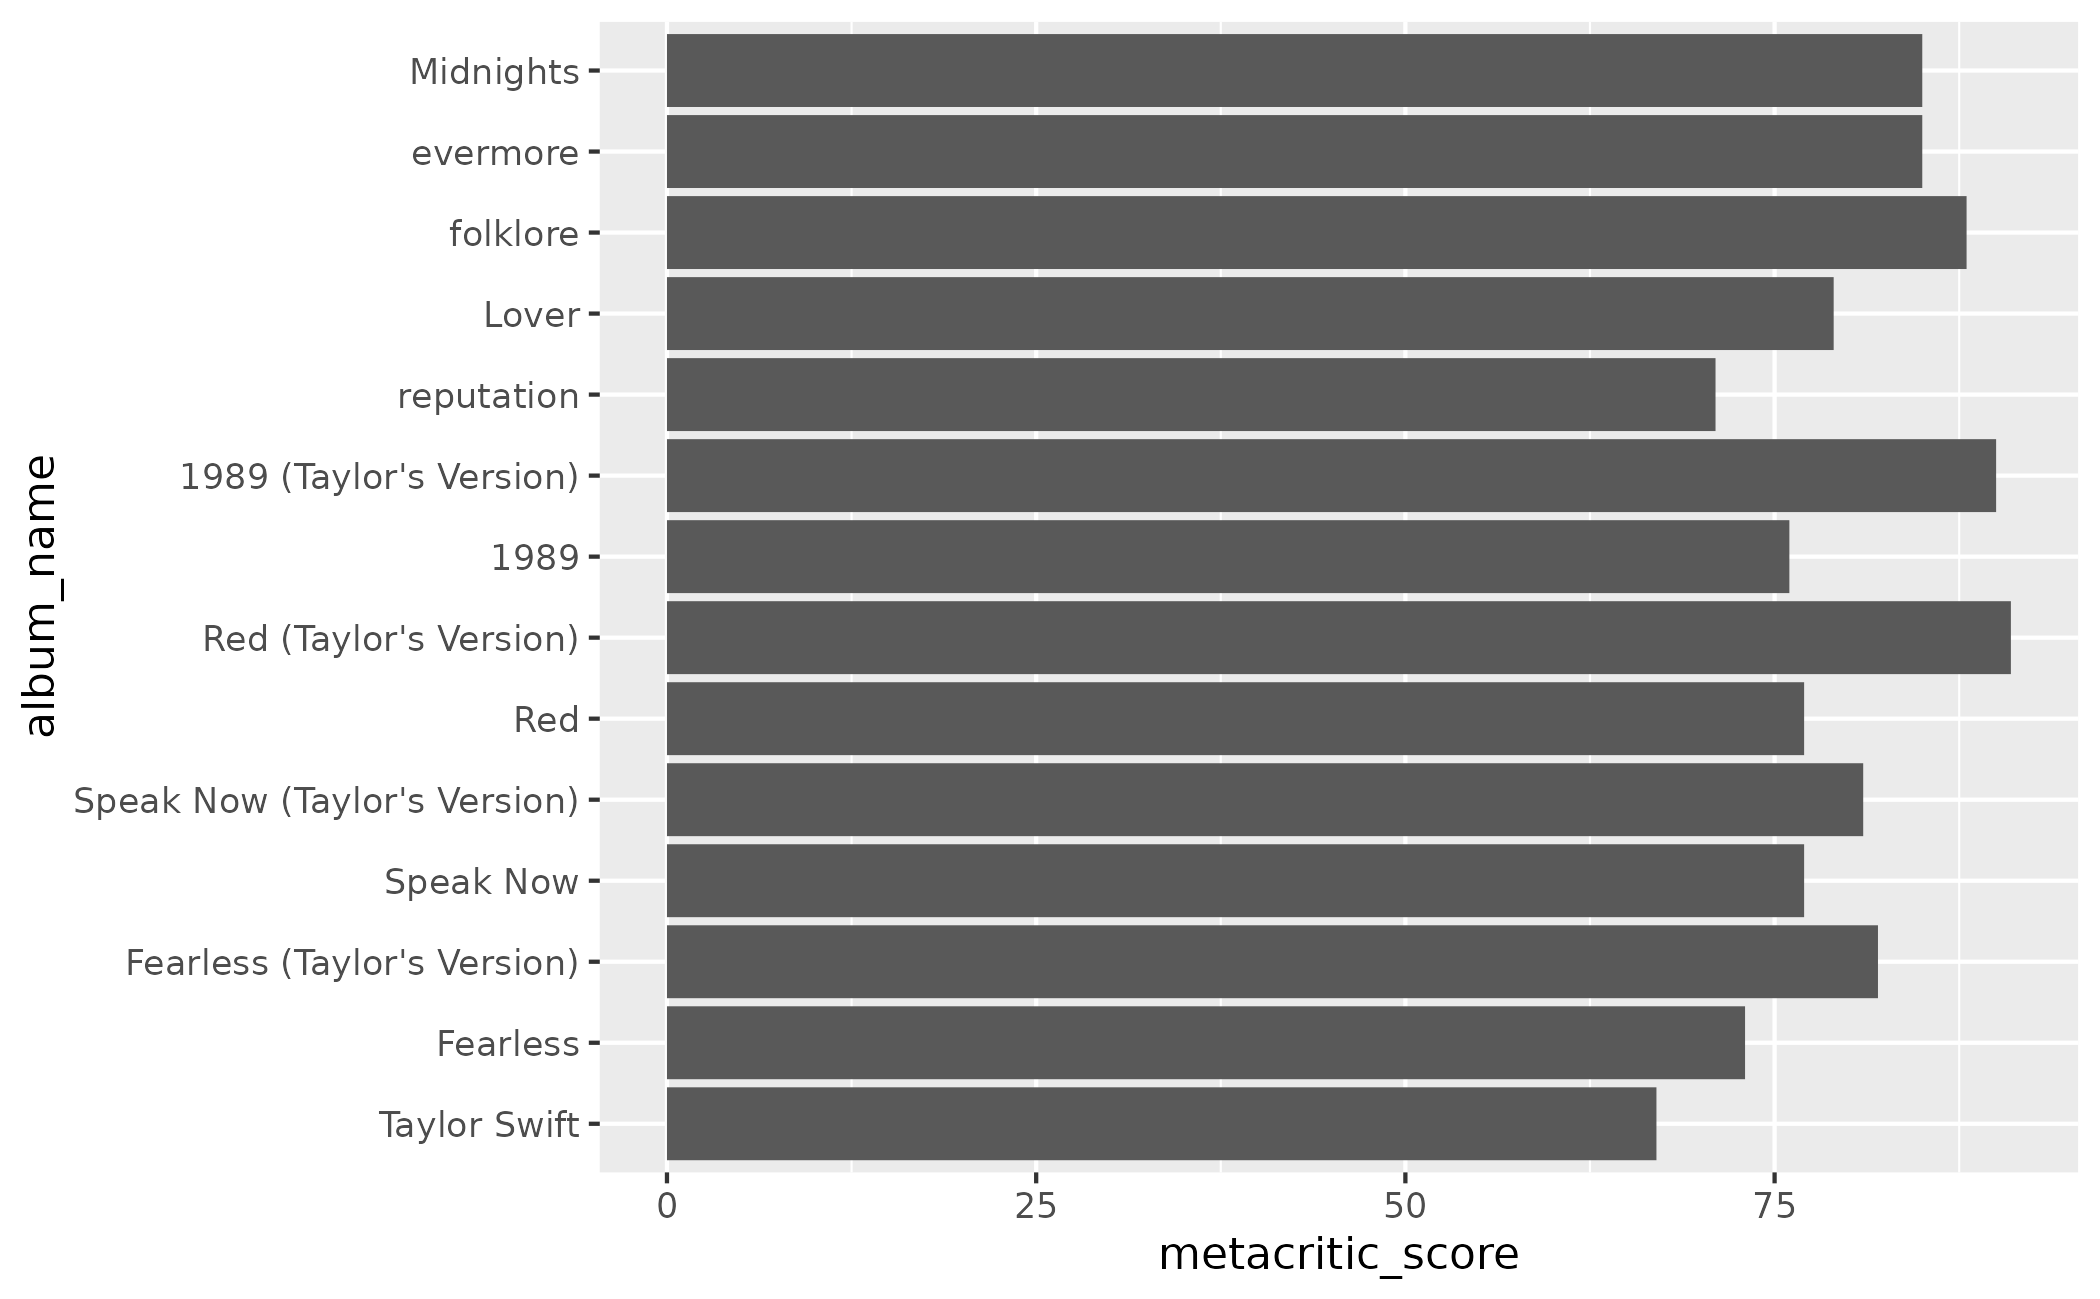 album_name
Midnights
evermore
folklore
Lover
reputation
1989 (Taylor's Version)
1989
Red (Taylor's Version)
Red
Speak Now (Taylor's Version)
Speak Now
Fearless (Taylor's Version)
Fearless
Taylor Swift
0 25 50 75
metacritic_score